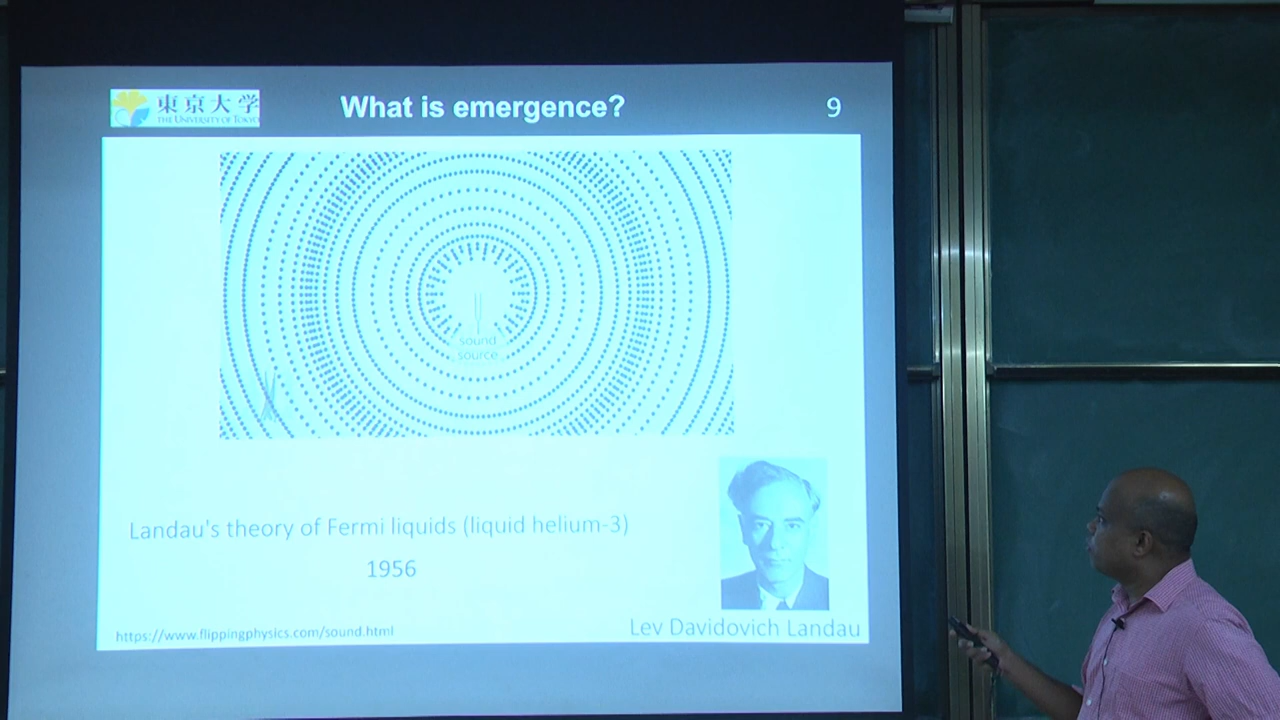 東京大学
THE UNIVERSITY OF TOKYO
What is emergence?
9
sound
source
Landau's theory of Fermi liquids (liquid helium-3)
1956
https://www.flippingphysics.com/sound.html
Lev Davidovich Landau